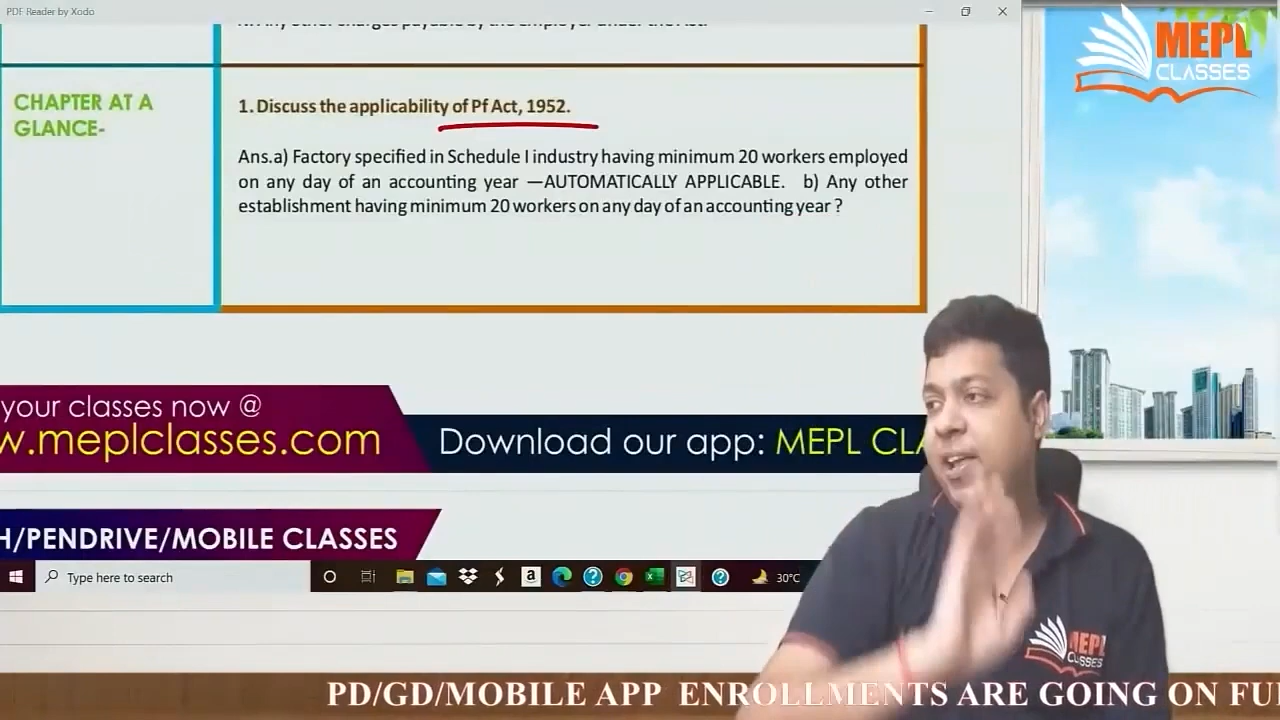 PDF Reader by Xodo
MEPL
CLASSES
CHAPTER AT A
GLANCE-
1. Discuss the applicability of Pf Act, 1952.
Ans.a) Factory specified in Schedule I industry having minimum 20 workers employed
on any day of an accounting year —AUTOMATICALLY APPLICABLE. b) Any other
establishment having minimum 20 workers on any day of an accounting year ?
your classes now @
w.meplclasses.com
Download our app: MEPL CLA
H/PENDRIVE/MOBILE CLASSES
Type here to search
30°C
MEPL
CLASSES
PD/GD/MOBILE APP ENROLLMENTS ARE GOING ON FU